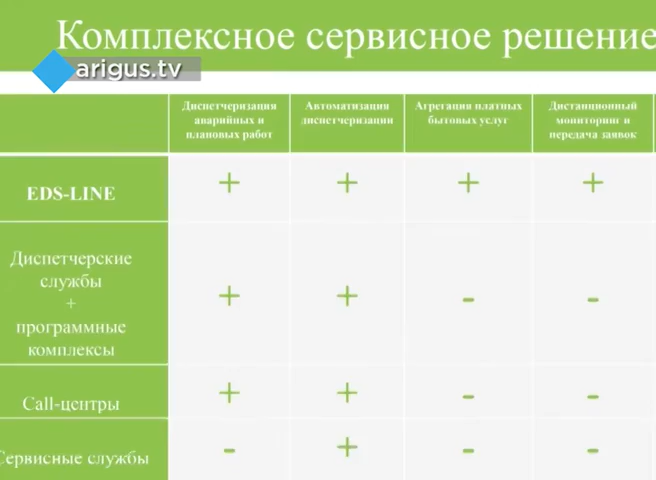 Комплексное сервисное решение
arigus.tv
Диспетчеризация
аварийных и
плановых работ
Автоматизация
диспетчеризации
Агрегация платных
бытовых услуг
Дистанционный
мониторинг и
передача заявок
EDS-LINE
+ + + +
Диспетчерские
службы
+
программные
комплексы
+ + - -
Call-центры
+ + - -
Сервисные службы
- + - -